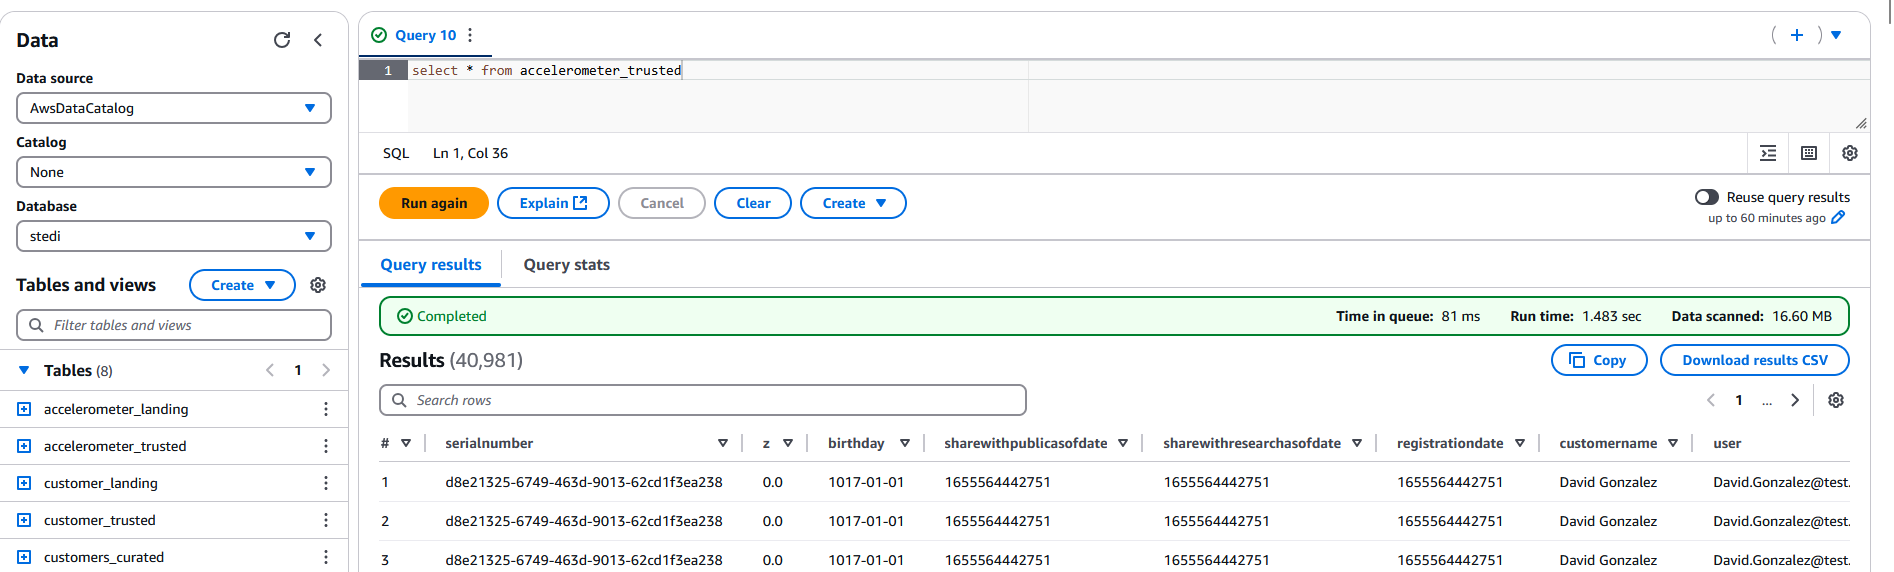 Data
Data source
AwsDataCatalog
Catalog
None
Database
stedi
Tables and views
Create
Filter tables and views
Tables (8)
1
accelerometer_landing
accelerometer_trusted
customer_landing
customer_trusted
customers_curated
Query 10
1 select * from accelerometer_trusted
SQL Ln 1, Col 36
Run again Explain Cancel Clear Create
Reuse query results
up to 60 minutes ago
Query results Query stats
Completed Time in queue: 81 ms Run time: 1.483 sec Data scanned: 16.60 MB
Results (40,981) Copy Download results CSV
Search rows 1 ...
# serialnumber z birthday sharewithpublicasofdate sharewithresearchasofdate registrationdate customername user
1 d8e21325-6749-463d-9013-62cd1f3ea238 0.0 1017-01-01 1655564442751 1655564442751 1655564442751 David Gonzalez David.Gonzalez@test.
2 d8e21325-6749-463d-9013-62cd1f3ea238 0.0 1017-01-01 1655564442751 1655564442751 1655564442751 David Gonzalez David.Gonzalez@test.
3 d8e21325-6749-463d-9013-62cd1f3ea238 0.0 1017-01-01 1655564442751 1655564442751 1655564442751 David Gonzalez David.Gonzalez@test.